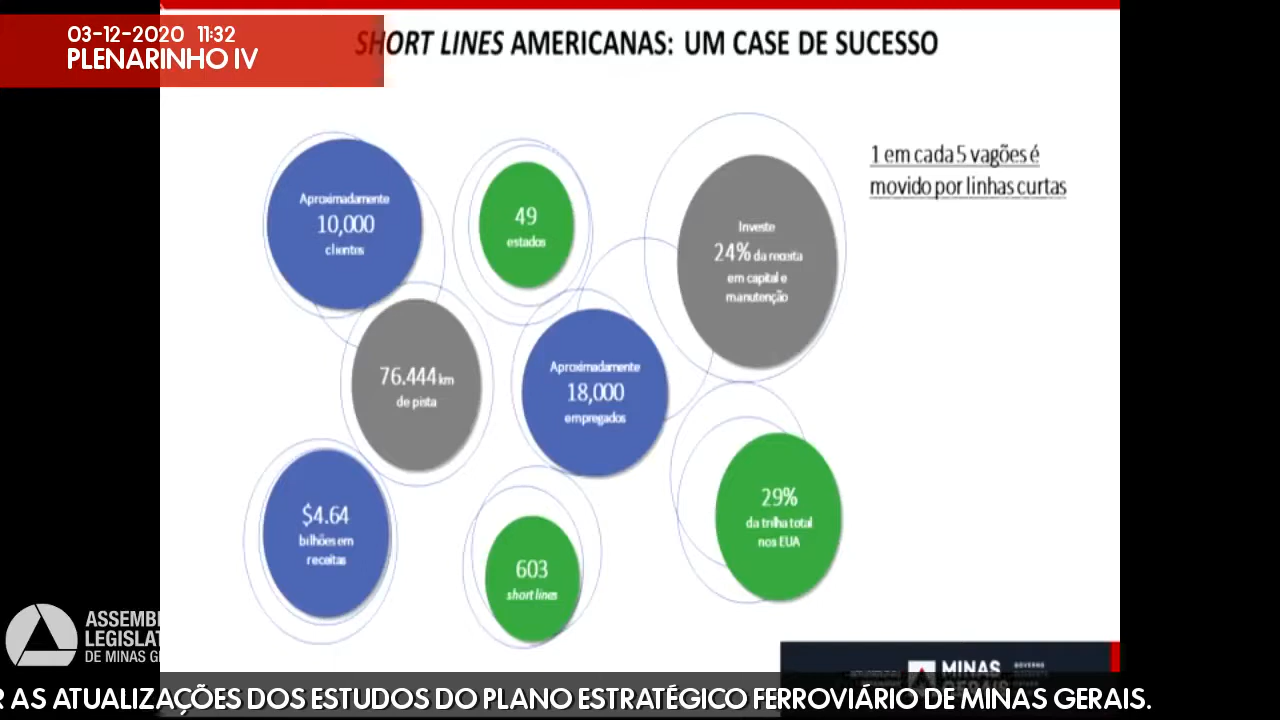 03-12-2020 11:32
PLENARINHO IV
SHORT LINES AMERICANAS: UM CASE DE SUCESSO
1 em cada 5 vagões é
movido por linhas curtas
Aproximadamente
10,000
clientes
49
estados
Investe
24% da receita
em capital e
manutenção
76.444 km
de pista
Aproximadamente
18,000
empregados
$4.64
bilhões em
receitas
603
short lines
29%
da trilha total
nos EUA
ASSEMBL
LEGISLAT
DE MINAS GE
MINAS
GERAIS
R AS ATUALIZAÇÕES DOS ESTUDOS DO PLANO ESTRATÉGICO FERROVIÁRIO DE MINAS GERAIS.